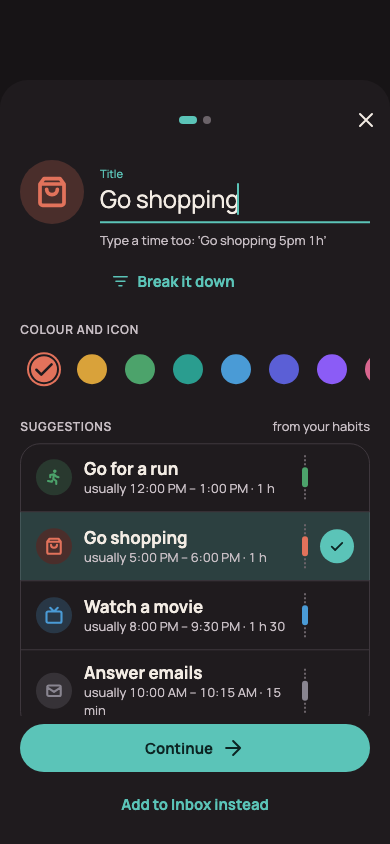 Title
Go shopping
Type a time too: 'Go shopping 5pm 1h'
Break it down
COLOUR AND ICON
SUGGESTIONS
from your habits
Go for a run
usually 12:00 PM – 1:00 PM · 1 h
Go shopping
usually 5:00 PM – 6:00 PM · 1 h
Watch a movie
usually 8:00 PM – 9:30 PM · 1 h 30
Answer emails
usually 10:00 AM – 10:15 AM · 15
min
Continue
Add to Inbox instead